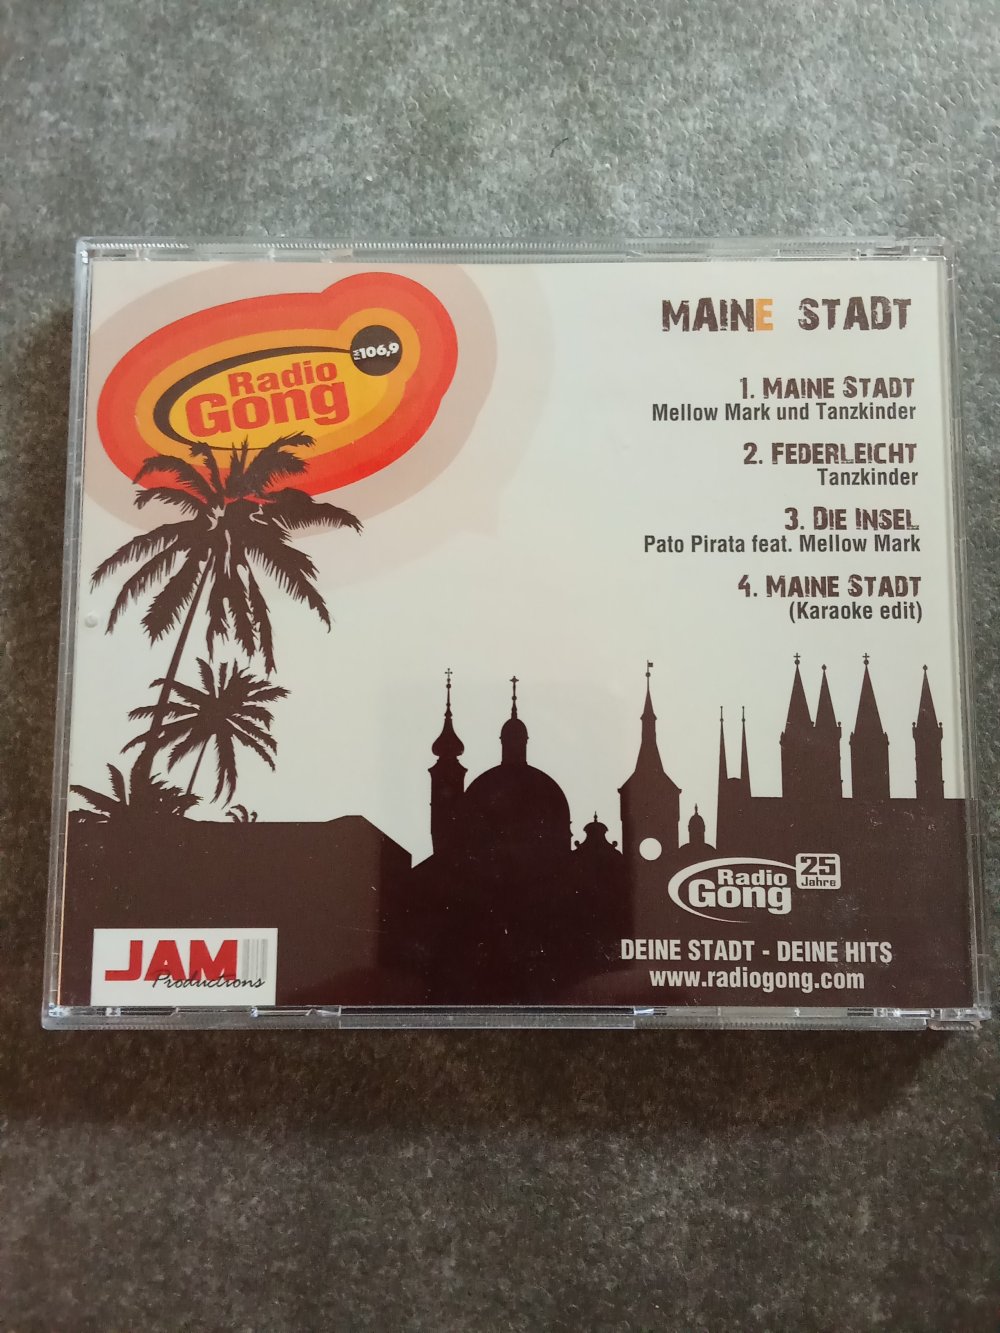 Radio
Gong
FM 106,9
MAINE STADT
1. MAINE STADT
Mellow Mark und Tanzkinder
2. FEDERLEICHT
Tanzkinder
3. DIE INSEL
Pato Pirata feat. Mellow Mark
4. MAINE STADT
(Karaoke edit)
Radio
Gong
25
Jahre
DEINE STADT - DEINE HITS
www.radiogong.com
JAM
Productions